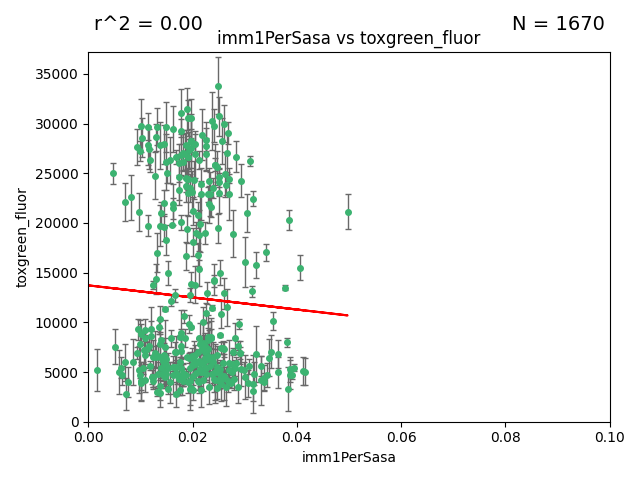 r^2 = 0.00
N = 1670
imm1PerSasa vs toxgreen_fluor
35000
30000
25000
20000
15000
10000
5000
0
toxgreen_fluor
0.00
0.02
0.04
0.06
0.08
0.10
imm1PerSasa